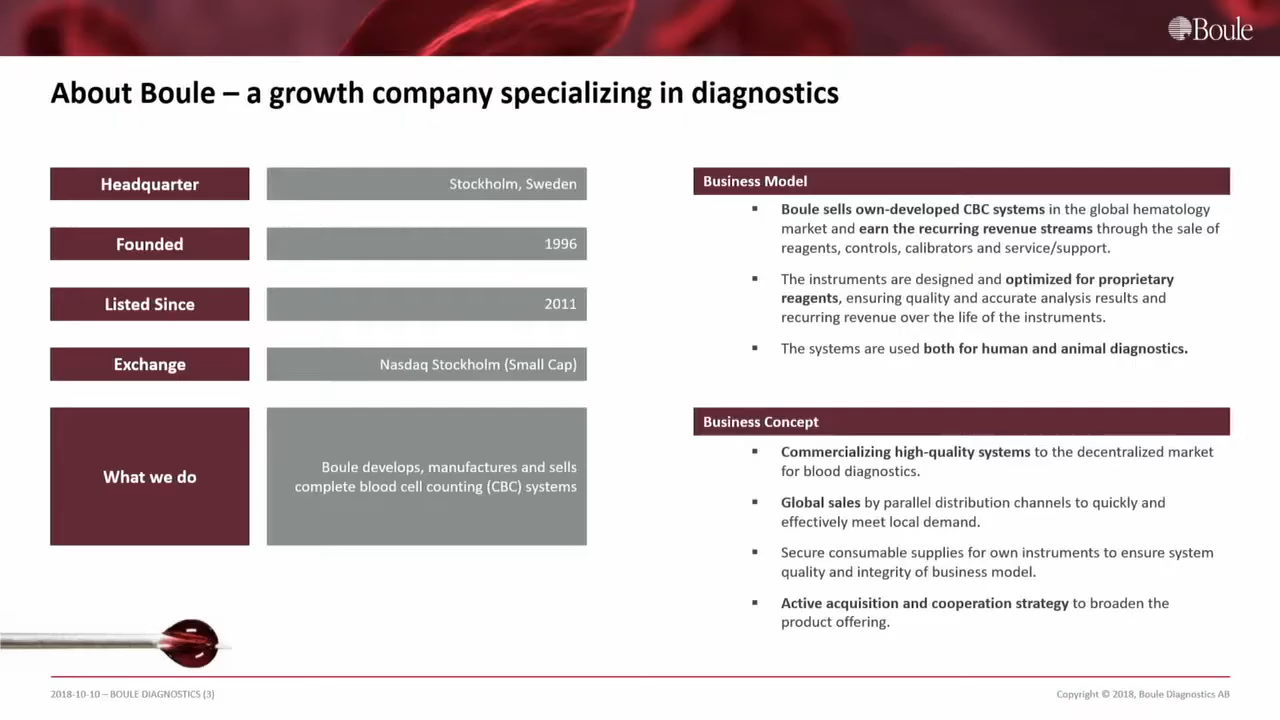 Boule
About Boule – a growth company specializing in diagnostics
Headquarter
Stockholm, Sweden
Founded
1996
Listed Since
2011
Exchange
Nasdaq Stockholm (Small Cap)
What we do
Boule develops, manufactures and sells
complete blood cell counting (CBC) systems
Business Model
▪ Boule sells own-developed CBC systems in the global hematology
market and earn the recurring revenue streams through the sale of
reagents, controls, calibrators and service/support.
▪ The instruments are designed and optimized for proprietary
reagents, ensuring quality and accurate analysis results and
recurring revenue over the life of the instruments.
▪ The systems are used both for human and animal diagnostics.
Business Concept
▪ Commercializing high-quality systems to the decentralized market
for blood diagnostics.
▪ Global sales by parallel distribution channels to quickly and
effectively meet local demand.
▪ Secure consumable supplies for own instruments to ensure system
quality and integrity of business model.
▪ Active acquisition and cooperation strategy to broaden the
product offering.
2018-10-10 – BOULE DIAGNOSTICS (3)
Copyright © 2018, Boule Diagnostics AB